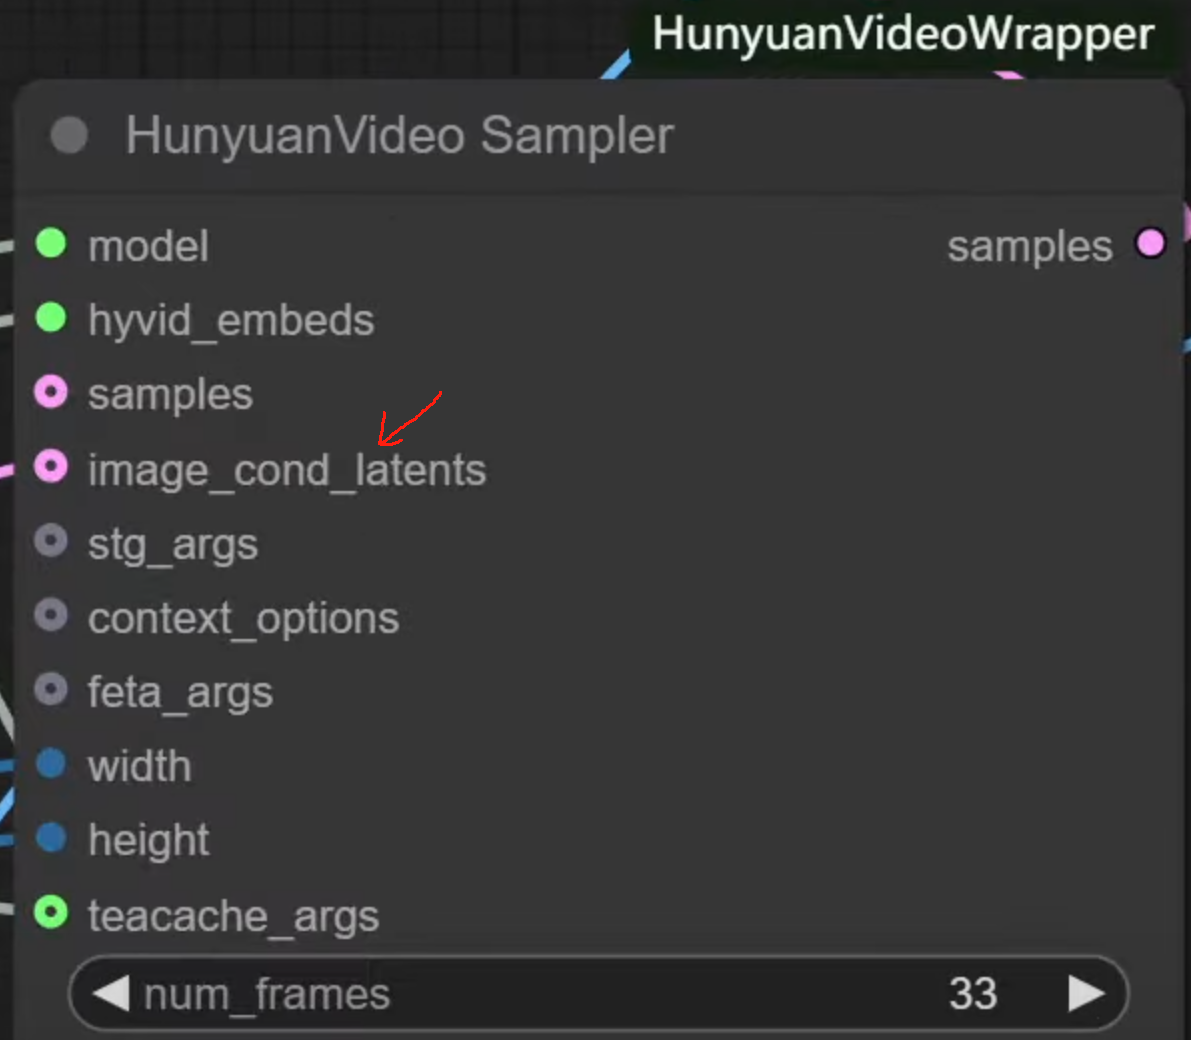 HunyuanVideoWrapper
HunyuanVideo Sampler
model
samples
hyvid_embeds
samples
image_cond_latents
stg_args
context_options
feta_args
width
height
teacache_args
num_frames 33